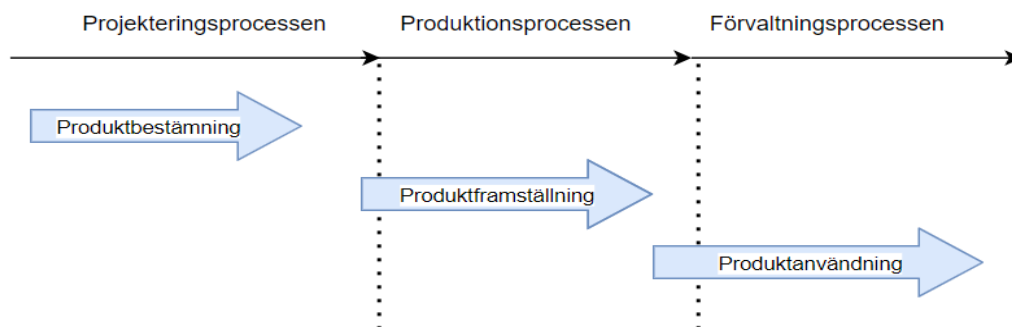 Projekteringsprocessen
Produktionsprocessen
Förvaltningsprocessen
Produktbestämning
Produktframställning
Produktanvändning